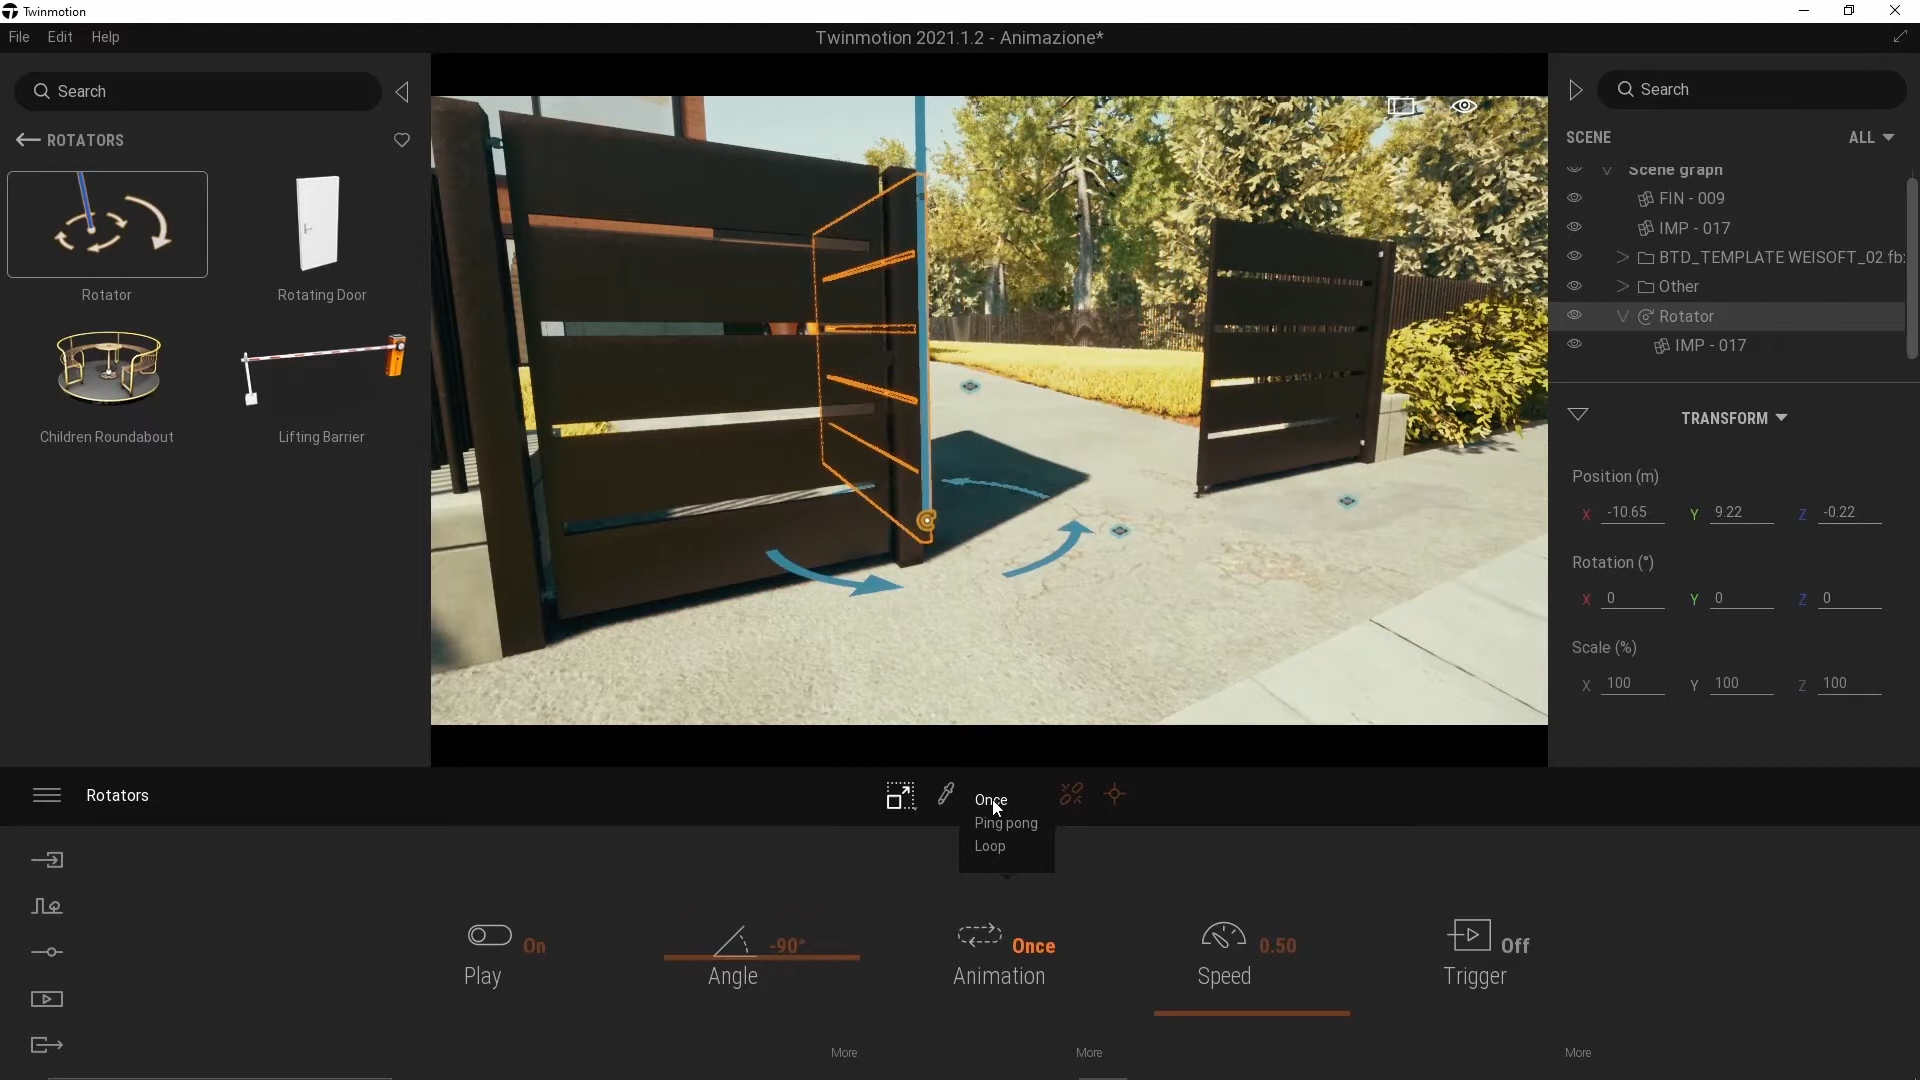 Twinmotion
File Edit Help
Twinmotion 2021.1.2 - Animazione*
Search
ROTATORS
Rotator
Rotating Door
Children Roundabout
Lifting Barrier
Search
SCENE
ALL
Scene graph
FIN - 009
IMP - 017
BTD_TEMPLATE WEISOFT_02.fb
Other
Rotator
IMP - 017
TRANSFORM
Position (m)
X -10.65 Y 9.22 Z -0.22
Rotation (°)
X 0 Y 0 Z 0
Scale (%)
X 100 Y 100 Z 100
Rotators
Once
Ping pong
Loop
On
Play
-90°
Angle
Once
Animation
0.50
Speed
Off
Trigger
More
More
More